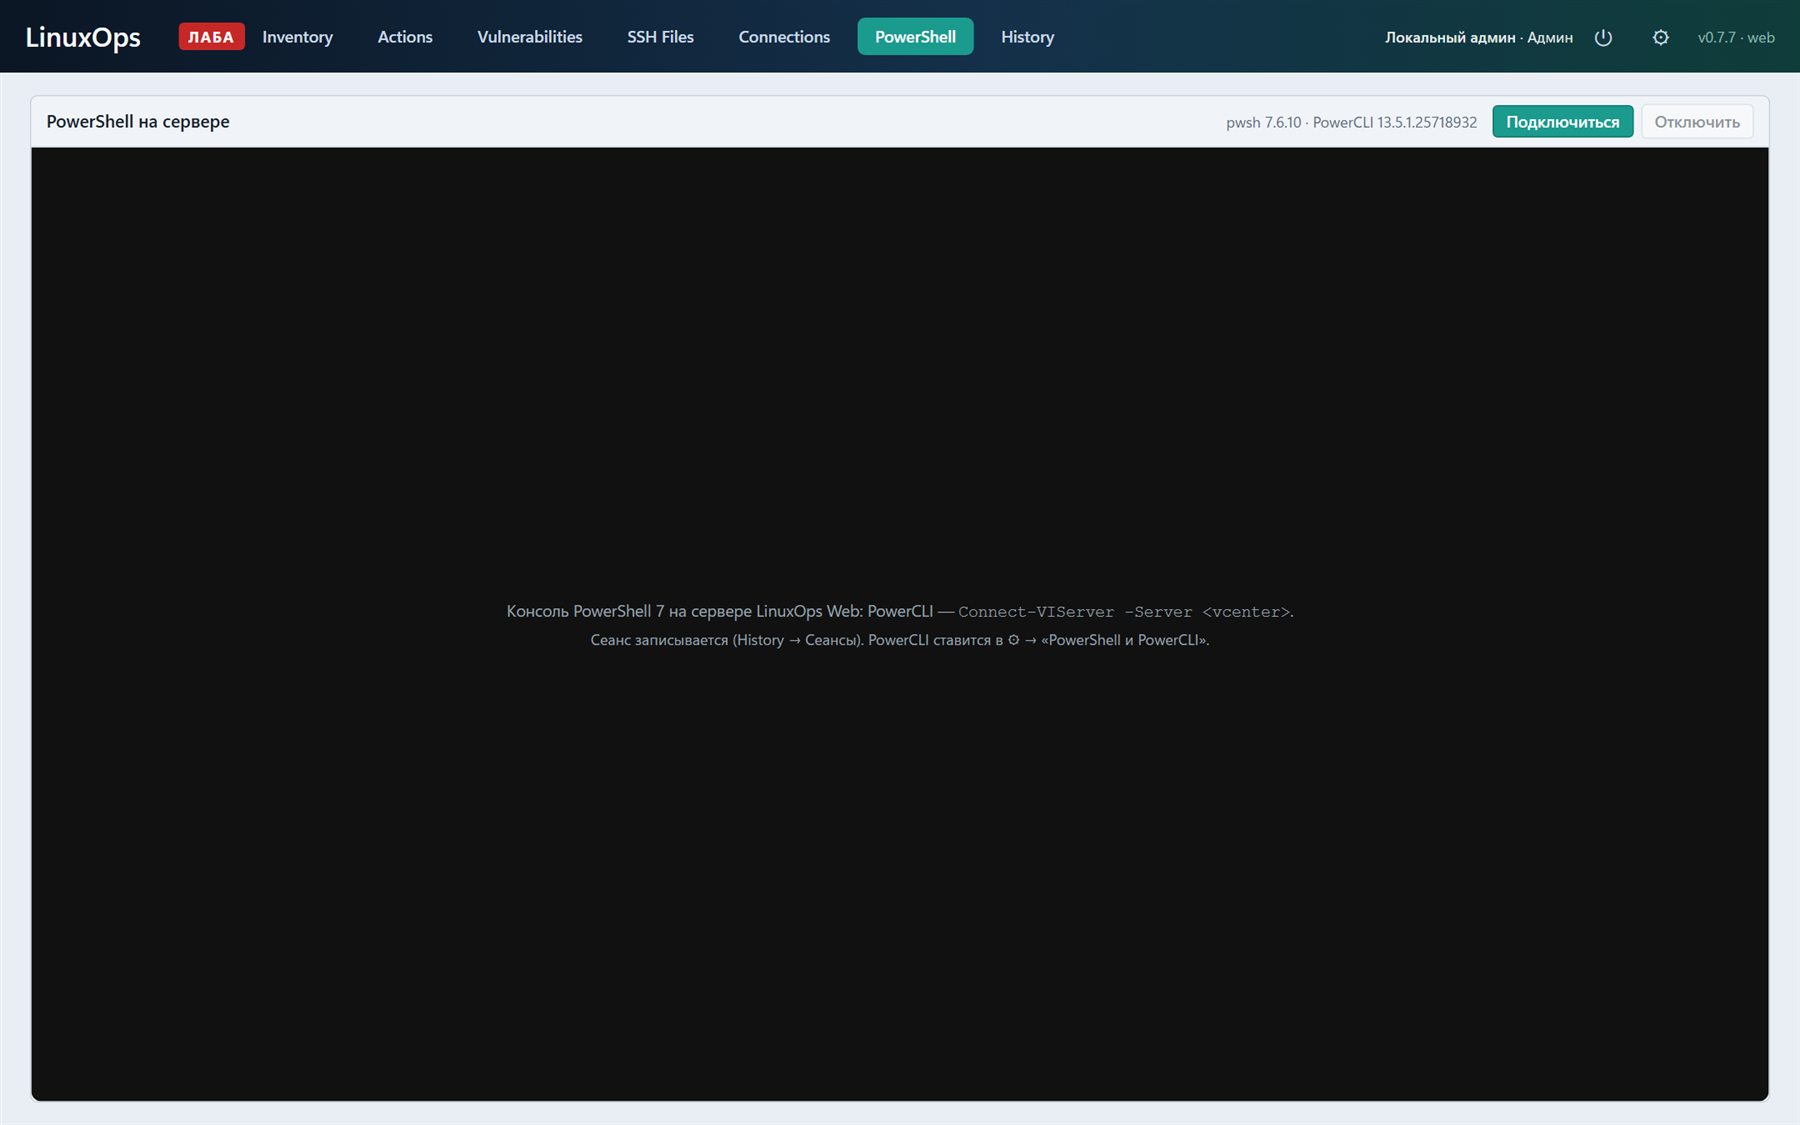 LinuxOps ЛАБА Inventory Actions Vulnerabilities SSH Files Connections PowerShell History Локальный админ · Админ v0.7.7 · web
PowerShell на сервере pwsh 7.6.10 · PowerCLI 13.5.1.25718932 Подключиться Отключить
Консоль PowerShell 7 на сервере LinuxOps Web: PowerCLI — Connect-VIServer -Server <vcenter>.
Сеанс записывается (History → Сеансы). PowerCLI ставится в ⚙ → «PowerShell и PowerCLI».